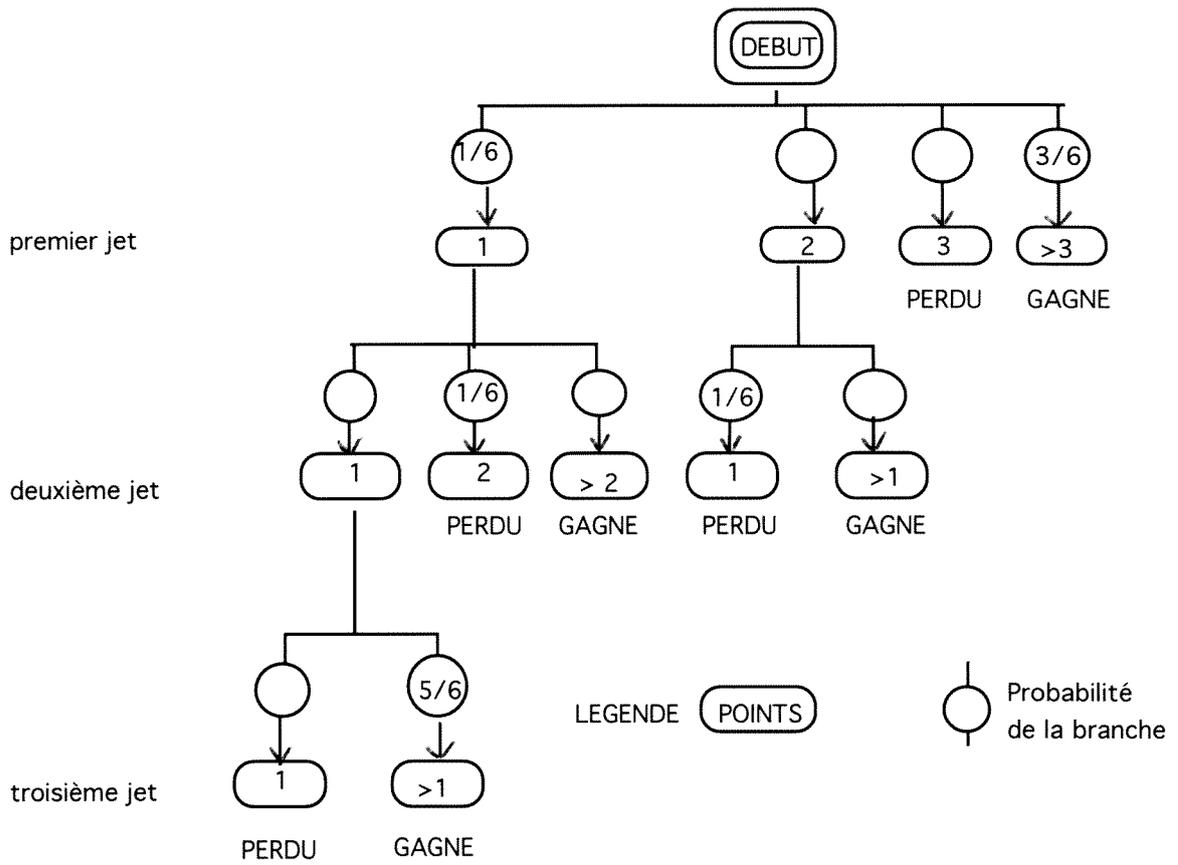 DEBUT
1/6 3/6
premier jet 1 2 3 >3
PERDU GAGNE
1/6 1/6
deuxième jet 1 2 > 2 1 >1
PERDU GAGNE PERDU GAGNE
5/6
LEGENDE POINTS Probabilité
de la branche
troisième jet 1 >1
PERDU GAGNE